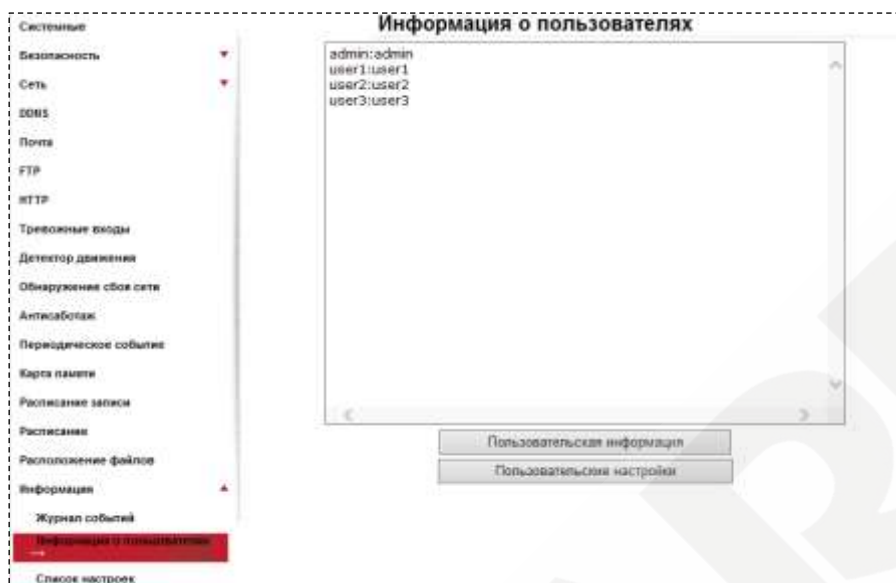 Информация о пользователях
Системные
Безопасность
Сеть
DDNS
Почта
FTP
HTTP
Тревожные входы
Детектор движения
Обнаружение сбоя сети
Антисаботаж
Периодическое событие
Карта памяти
Расписание записи
Расписание
Расположение файлов
Информация
Журнал событий
Информация о пользователях
Список настроек
admin:admin
user1:user1
user2:user2
user3:user3
Пользовательская информация
Пользовательские настройки